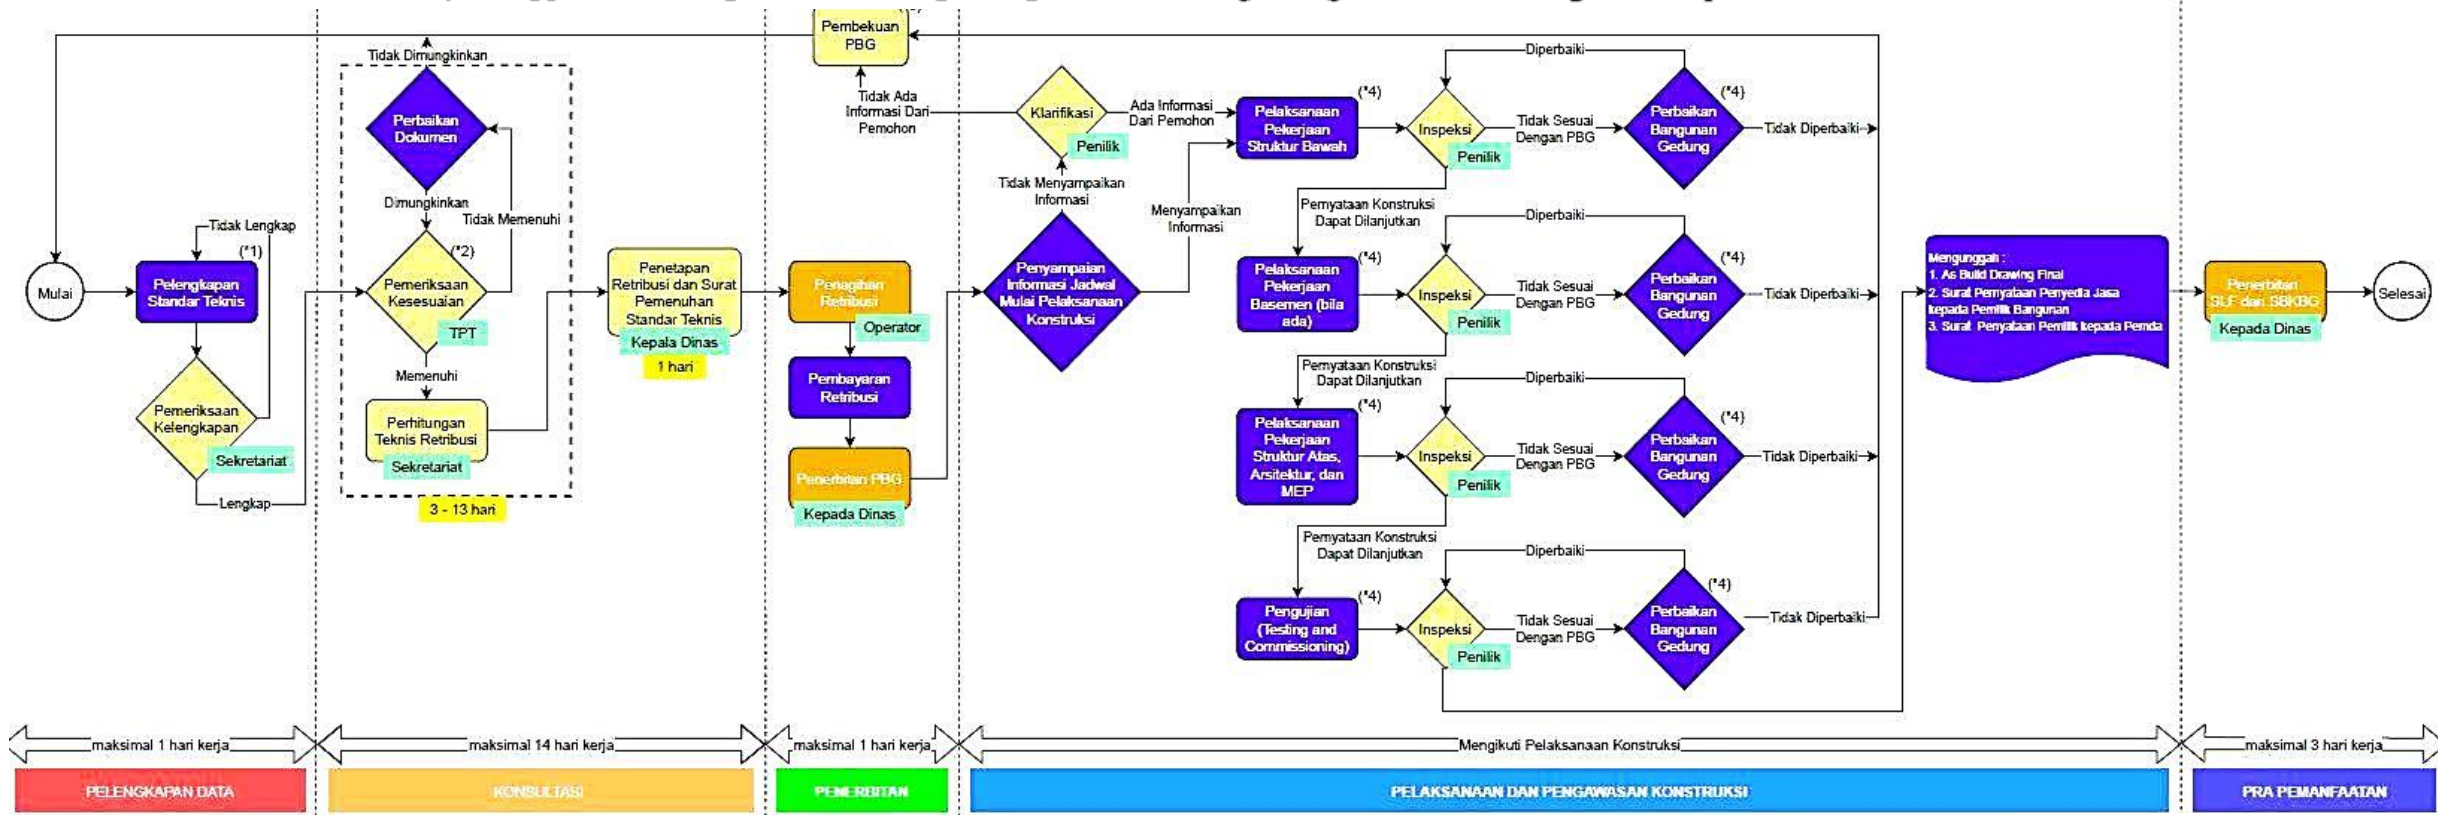 Pembekuan
PBG
Tidak Dimungkinkan
Perbaikan
Dokumen
Dimungkinkan
Tidak Memenuhi
Mulai
Tidak Lengkap
(*1)
Pelengkapan
Standar Teknis
Pemeriksaan
Kelengkapan
Sekretariat
Lengkap
(*2)
Pemeriksaan
Kesesuaian
TPT
Memenuhi
Perhitungan
Teknis Retribusi
Sekretariat
3 - 13 hari
Penetapan
Retribusi dan Surat
Pemenuhan
Standar Teknis
Kepala Dinas
1 hari
Penagihan
Retribusi
Operator
Pembayaran
Retribusi
Penerbitan PBG
Kepada Dinas
Tidak Ada
Informasi Dari
Pemohon
Klarifikasi
Penilik
Ada Informasi
Dari Pemohon
Tidak Menyampaikan
Informasi
Penyampaian
Informasi Jadwal
Mulai Pelaksanaan
Konstruksi
Menyampaikan
Informasi
Pelaksanaan
Pekerjaan
Struktur Bawah
(*4)
Inspeksi
Penilik
Diperbaiki
Tidak Sesuai
Dengan PBG
Perbaikan
Bangunan
Gedung
(*4)
Tidak Diperbaiki
Pernyataan Konstruksi
Dapat Dilanjutkan
Pelaksanaan
Pekerjaan
Basemen (bila
ada)
(*4)
Inspeksi
Penilik
Diperbaiki
Tidak Sesuai
Dengan PBG
Perbaikan
Bangunan
Gedung
(*4)
Tidak Diperbaiki
Pernyataan Konstruksi
Dapat Dilanjutkan
Pelaksanaan
Pekerjaan
Struktur Atas,
Arsitektur, dan
MEP
(*4)
Inspeksi
Penilik
Diperbaiki
Tidak Sesuai
Dengan PBG
Perbaikan
Bangunan
Gedung
(*4)
Tidak Diperbaiki
Pernyataan Konstruksi
Dapat Dilanjutkan
Pengujian
(Testing and
Commissioning)
(*4)
Inspeksi
Penilik
Diperbaiki
Tidak Sesuai
Dengan PBG
Perbaikan
Bangunan
Gedung
(*4)
Tidak Diperbaiki
Mengunggah :
1. As Build Drawing Final
2. Surat Pernyataan Penyedia Jasa
kepada Pemilik Bangunan
3. Surat Penyataan Pemilik kepada Pemda
Penerbitan
SLF dan SBKBG
Kepada Dinas
Selesai
maksimal 1 hari kerja
maksimal 14 hari kerja
maksimal 1 hari kerja
Mengikuti Pelaksanaan Konstruksi
maksimal 3 hari kerja
PELENGKAPAN DATA
KONSULTASI
PENERBITAN
PELAKSANAAN DAN PENGAWASAN KONSTRUKSI
PRA PEMANFAATAN